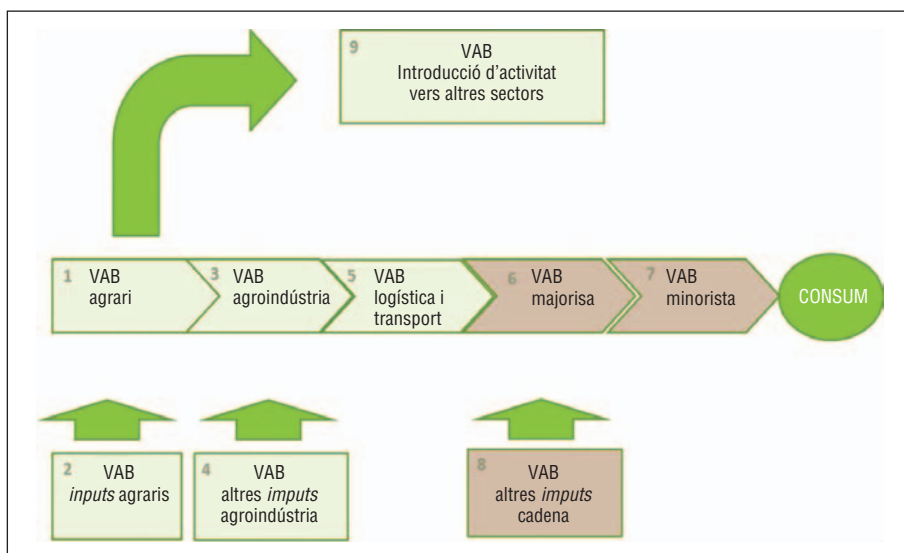 9 VAB
Introducció d'activitat
vers altres sectors
1 VAB
agrari
3 VAB
agroindústria
5 VAB
logística i
transport
6 VAB
majorisa
7 VAB
minorista
CONSUM
2 VAB
inputs agraris
4 VAB
altres imputs
agroindústria
8 VAB
altres imputs
cadena